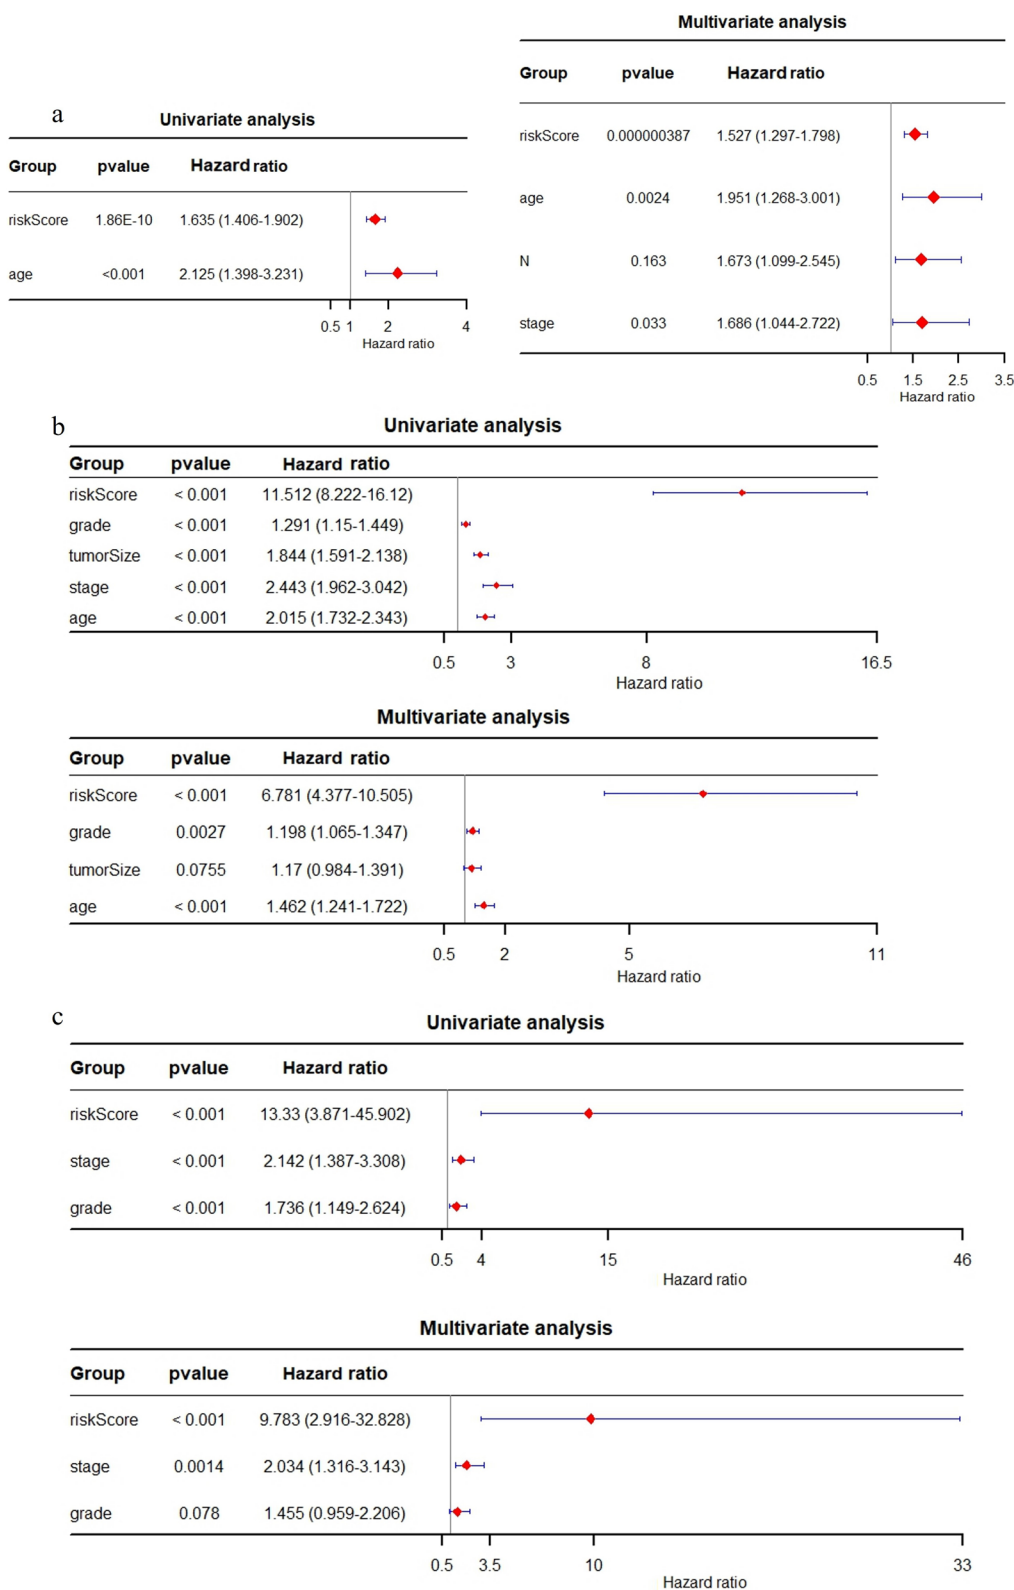 a
Univariate analysis
Group pvalue Hazard ratio
riskScore 1.86E-10 1.635 (1.406-1.902)
age <0.001 2.125 (1.398-3.231)
0.5 1 2 4
Hazard ratio
Multivariate analysis
Group pvalue Hazard ratio
riskScore 0.000000387 1.527 (1.297-1.798)
age 0.0024 1.951 (1.268-3.001)
N 0.163 1.673 (1.099-2.545)
stage 0.033 1.686 (1.044-2.722)
0.5 1.5 2.5 3.5
Hazard ratio
b
Univariate analysis
Group pvalue Hazard ratio
riskScore < 0.001 11.512 (8.222-16.12)
grade < 0.001 1.291 (1.15-1.449)
tumorSize < 0.001 1.844 (1.591-2.138)
stage < 0.001 2.443 (1.962-3.042)
age < 0.001 2.015 (1.732-2.343)
0.5 3 8 16.5
Hazard ratio
Multivariate analysis
Group pvalue Hazard ratio
riskScore < 0.001 6.781 (4.377-10.505)
grade 0.0027 1.198 (1.065-1.347)
tumorSize 0.0755 1.17 (0.984-1.391)
age < 0.001 1.462 (1.241-1.722)
0.5 2 5 11
Hazard ratio
c
Univariate analysis
Group pvalue Hazard ratio
riskScore < 0.001 13.33 (3.871-45.902)
stage < 0.001 2.142 (1.387-3.308)
grade < 0.001 1.736 (1.149-2.624)
0.5 4 15 46
Hazard ratio
Multivariate analysis
Group pvalue Hazard ratio
riskScore < 0.001 9.783 (2.916-32.828)
stage 0.0014 2.034 (1.316-3.143)
grade 0.078 1.455 (0.959-2.206)
0.5 3.5 10 33
Hazard ratio